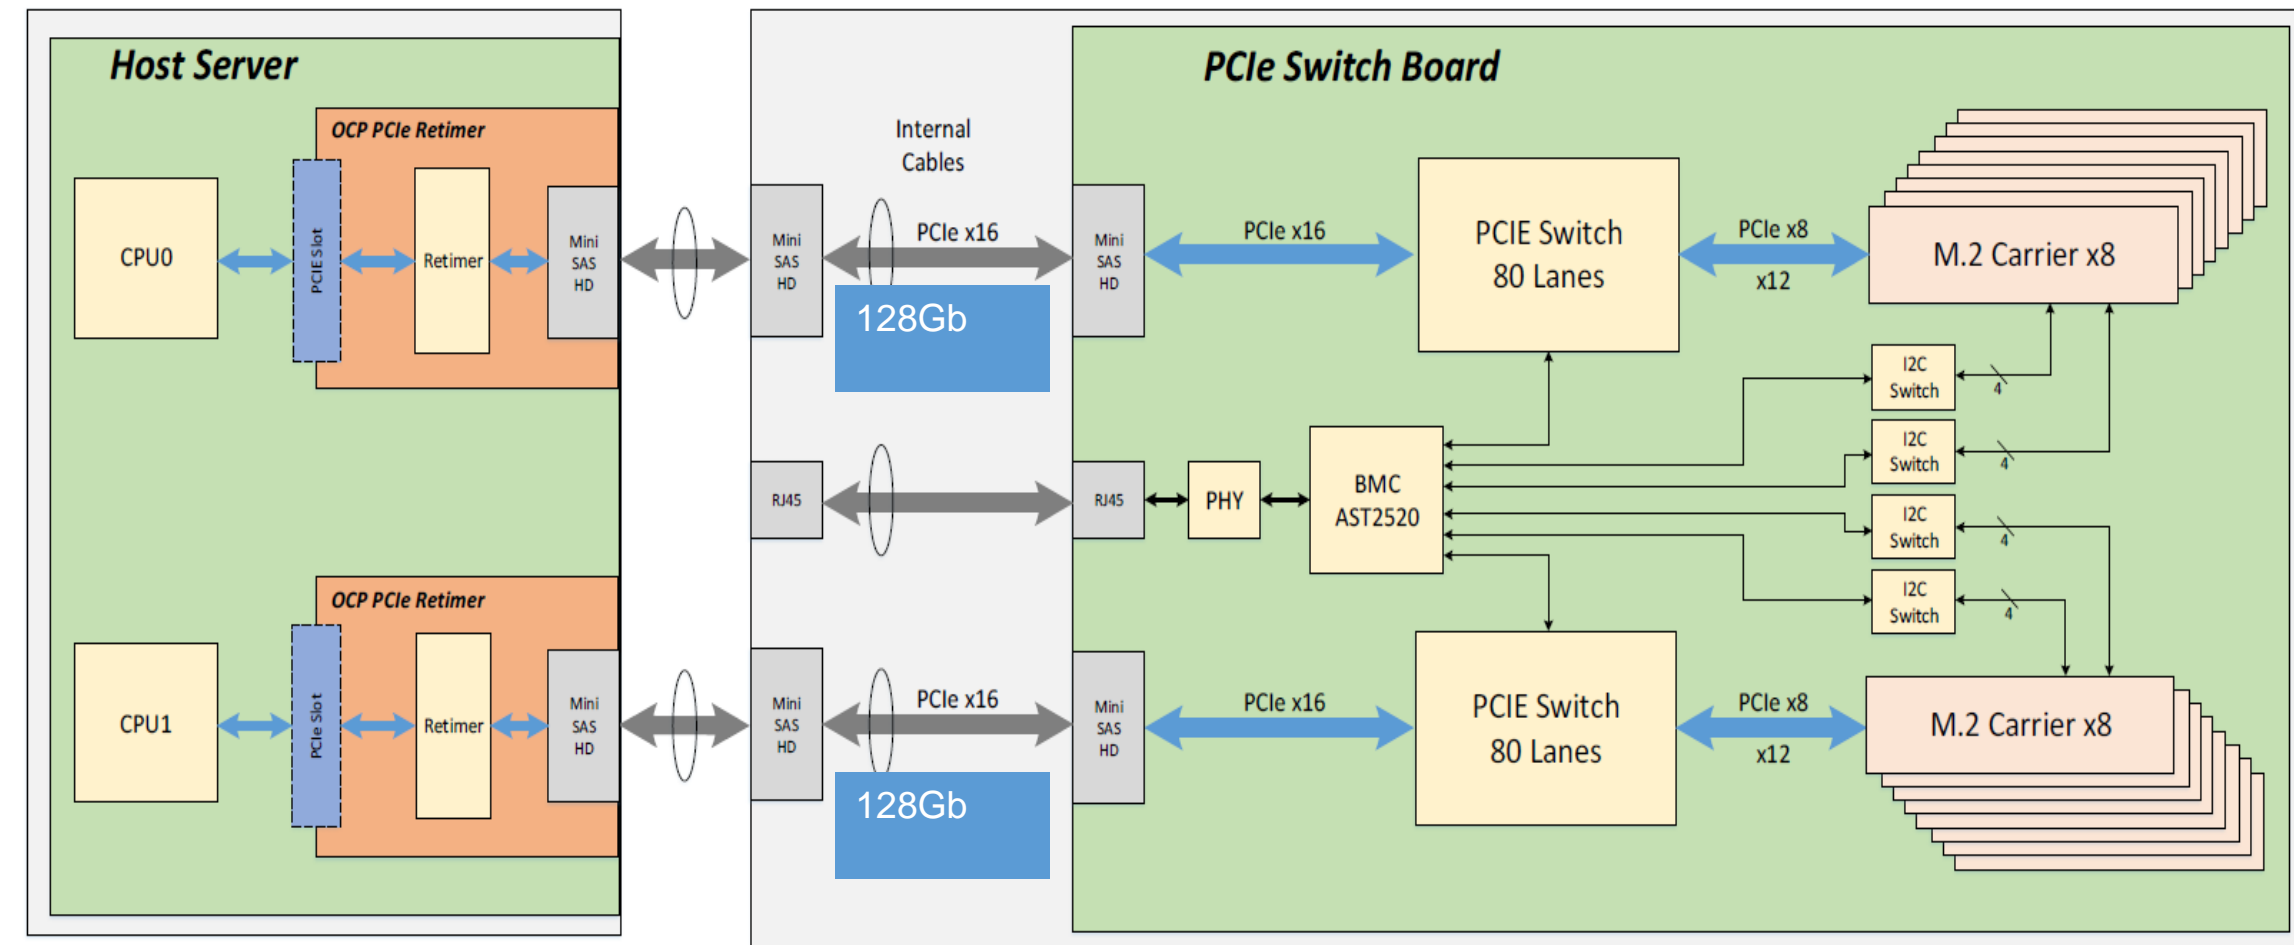 Host Server
OCP PCIe Retimer
CPU0
PCIE Slot
Retimer
Mini
SAS
HD
OCP PCIe Retimer
CPU1
PCIe Slot
Retimer
Mini
SAS
HD
Internal
Cables
Mini
SAS
HD
PCIe x16
128Gb
RJ45
Mini
SAS
HD
PCIe x16
128Gb
PCIe Switch Board
Mini
SAS
HD
PCIe x16
PCIE Switch
80 Lanes
PCIe x8
x12
M.2 Carrier x8
RJ45
PHY
BMC
AST2520
I2C
Switch
4
I2C
Switch
4
I2C
Switch
4
I2C
Switch
4
Mini
SAS
HD
PCIe x16
PCIE Switch
80 Lanes
PCIe x8
x12
M.2 Carrier x8